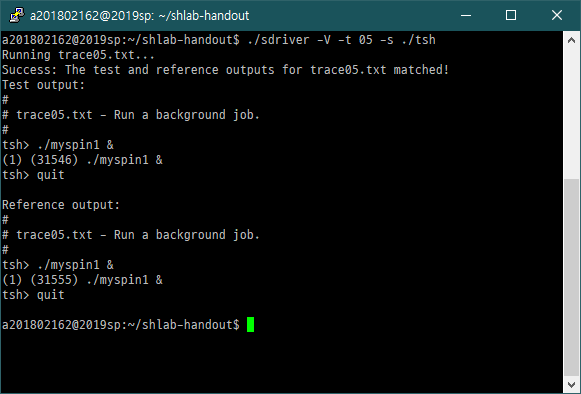 a201802162@2019sp: ~/shlab-handout
a201802162@2019sp:~/shlab-handout$ ./sdriver -V -t 05 -s ./tsh
Running trace05.txt...
Success: The test and reference outputs for trace05.txt matched!
Test output:
#
# trace05.txt - Run a background job.
#
tsh> ./myspin1 &
(1) (31546) ./myspin1 &
tsh> quit

Reference output:
#
# trace05.txt - Run a background job.
#
tsh> ./myspin1 &
(1) (31555) ./myspin1 &
tsh> quit

a201802162@2019sp:~/shlab-handout$